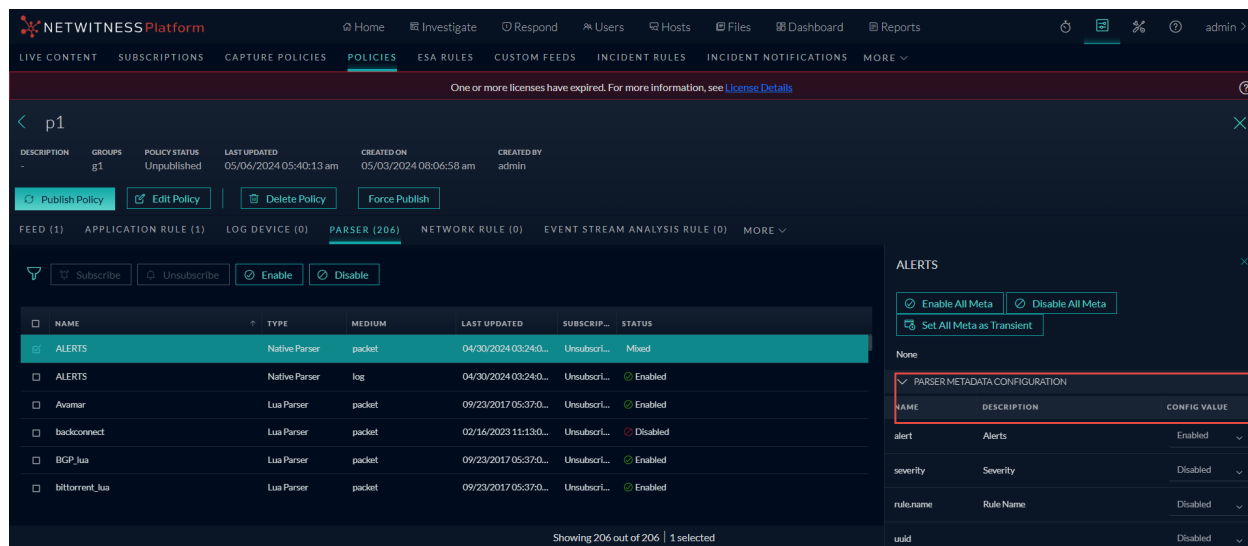 NETWITNESS Platform Home Investigate Respond Users Hosts Files Dashboard Reports admin
LIVE CONTENT SUBSCRIPTIONS CAPTURE POLICIES POLICIES ESA RULES CUSTOM FEEDS INCIDENT RULES INCIDENT NOTIFICATIONS MORE
One or more licenses have expired. For more information, see License Details
p1
DESCRIPTION GROUPS POLICY STATUS LAST UPDATED CREATED ON CREATED BY
- g1 Unpublished 05/06/2024 05:40:13 am 05/03/2024 08:06:58 am admin
Publish Policy Edit Policy Delete Policy Force Publish
FEED (1) APPLICATION RULE (1) LOG DEVICE (0) PARSER (206) NETWORK RULE (0) EVENT STREAM ANALYSIS RULE (0) MORE
Subscribe Unsubscribe Enable Disable
NAME TYPE MEDIUM LAST UPDATED SUBSCRIP... STATUS
ALERTS Native Parser packet 04/30/2024 03:24:0... Unsubscri... Mixed
ALERTS Native Parser log 04/30/2024 03:24:0... Unsubscri... Enabled
Avamar Lua Parser packet 09/23/2017 05:37:0... Unsubscri... Enabled
backconnect Lua Parser packet 02/16/2023 11:13:0... Unsubscri... Disabled
BGP_lua Lua Parser packet 09/23/2017 05:37:0... Unsubscri... Enabled
bittorrent_lua Lua Parser packet 09/23/2017 05:37:0... Unsubscri... Enabled
Showing 206 out of 206 | 1 selected
ALERTS
Enable All Meta Disable All Meta
Set All Meta as Transient
None
PARSER METADATA CONFIGURATION
NAME DESCRIPTION CONFIG VALUE
alert Alerts Enabled
severity Severity Disabled
rule.name Rule Name Disabled
uuid Disabled